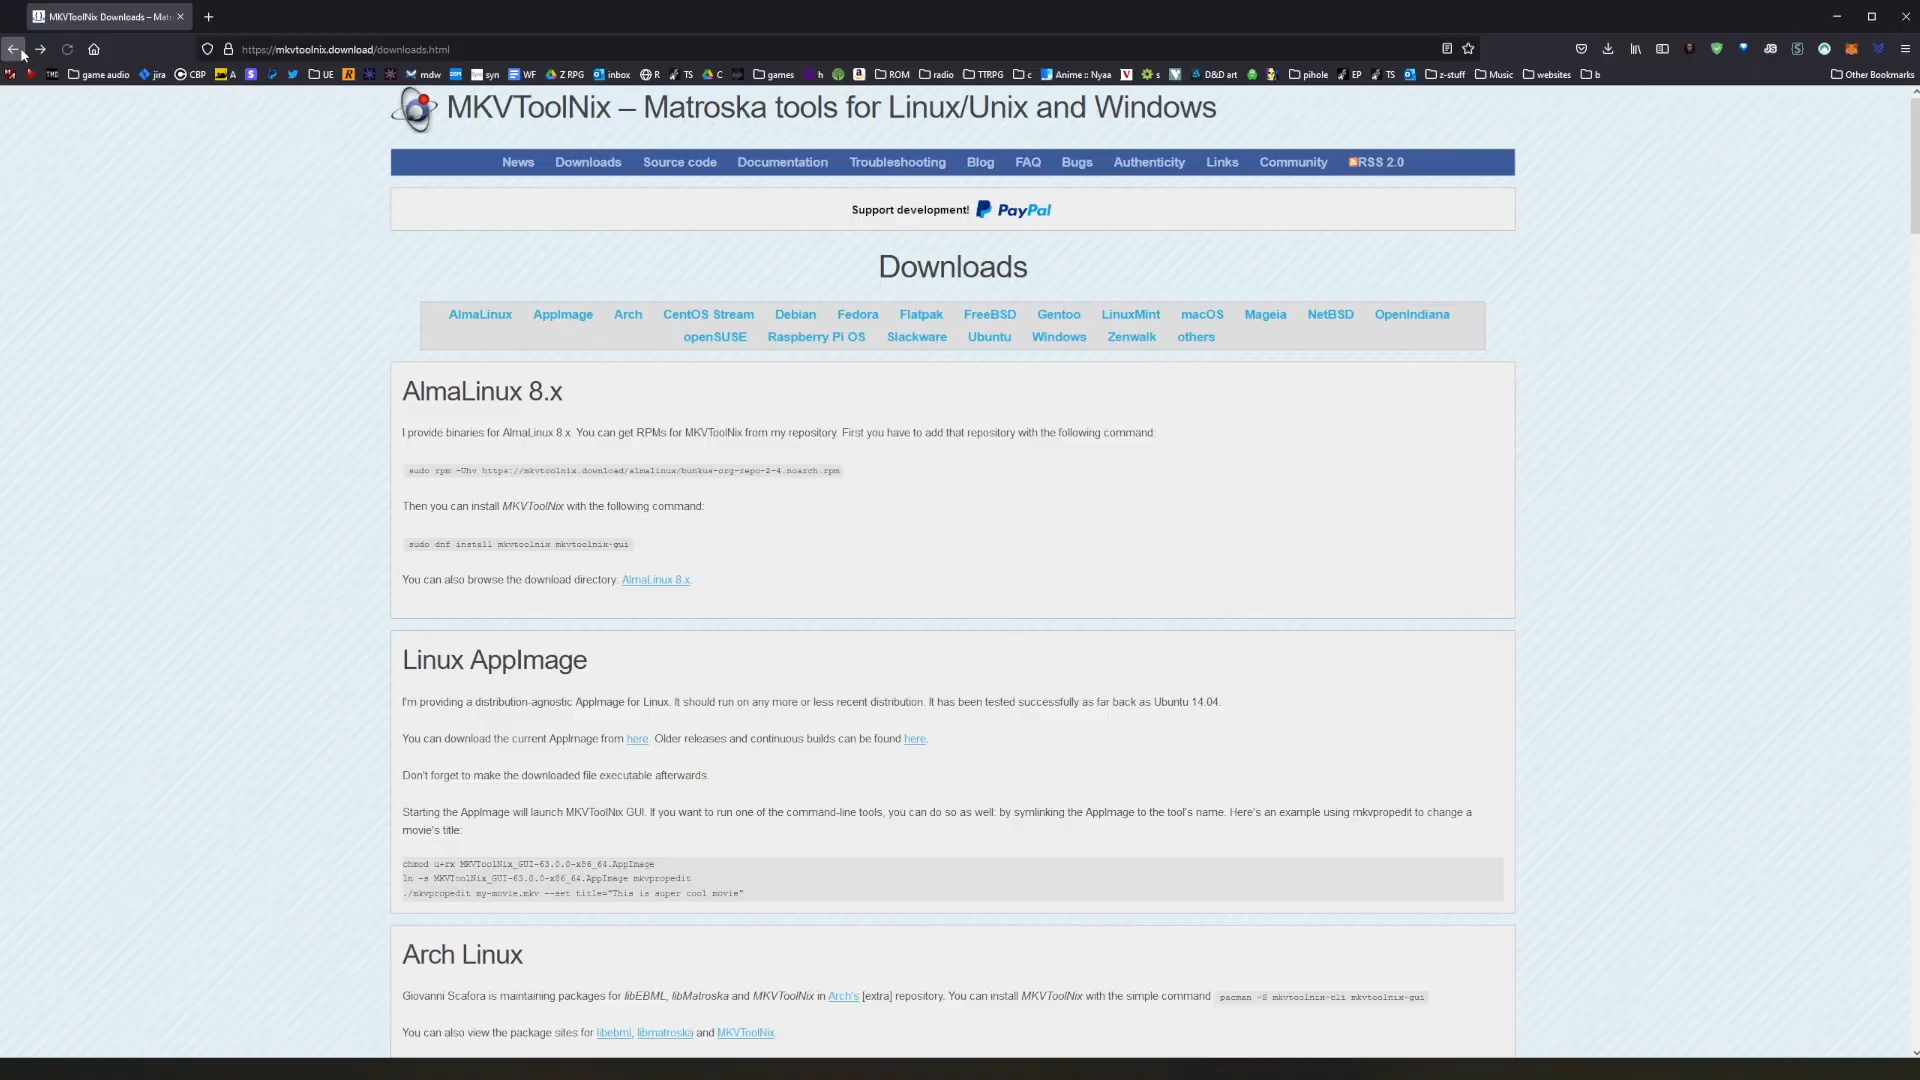 MKVToolNix Downloads – Mat
https://mkvtoolnix.download/downloads.html
game audio jira CBP A UE mdw syn WF Z RPG inbox R TS C games h ROM radio TTRPG c Anime :: Nyaa s D&D art pihole EP TS z-stuff Music websites b Other Bookmarks
MKVToolNix – Matroska tools for Linux/Unix and Windows
News Downloads Source code Documentation Troubleshooting Blog FAQ Bugs Authenticity Links Community RSS 2.0
Support development! PayPal
Downloads
AlmaLinux AppImage Arch CentOS Stream Debian Fedora Flatpak FreeBSD Gentoo LinuxMint macOS Mageia NetBSD OpenIndiana
openSUSE Raspberry Pi OS Slackware Ubuntu Windows Zenwalk others
AlmaLinux 8.x
I provide binaries for AlmaLinux 8.x. You can get RPMs for MKVToolNix from my repository. First you have to add that repository with the following command:
sudo rpm -Uhv https://mkvtoolnix.download/almalinux/bunkus-org-repo-2-4.noarch.rpm
Then you can install MKVToolNix with the following command:
sudo dnf install mkvtoolnix mkvtoolnix-gui
You can also browse the download directory: AlmaLinux 8.x.
Linux AppImage
I'm providing a distribution-agnostic AppImage for Linux. It should run on any more or less recent distribution. It has been tested successfully as far back as Ubuntu 14.04.
You can download the current AppImage from here. Older releases and continuous builds can be found here.
Don't forget to make the downloaded file executable afterwards.
Starting the AppImage will launch MKVToolNix GUI. If you want to run one of the command-line tools, you can do so as well: by symlinking the AppImage to the tool's name. Here's an example using mkvpropedit to change a
movie's title:
chmod u+rx MKVToolNix_GUI-63.0.0-x86_64.AppImage
ln -s MKVToolNix_GUI-63.0.0-x86_64.AppImage mkvpropedit
./mkvpropedit my-movie.mkv --set title="This is super cool movie"
Arch Linux
Giovanni Scafora is maintaining packages for libEBML, libMatroska and MKVToolNix in Arch's [extra] repository. You can install MKVToolNix with the simple command pacman -S mkvtoolnix-cli mkvtoolnix-gui
You can also view the package sites for libebml, libmatroska and MKVToolNix.